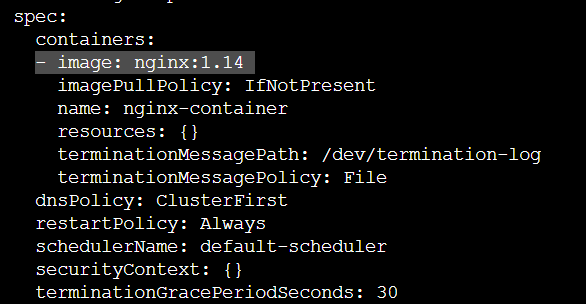 spec:
  containers:
  - image: nginx:1.14
    imagePullPolicy: IfNotPresent
    name: nginx-container
    resources: {}
    terminationMessagePath: /dev/termination-log
    terminationMessagePolicy: File
  dnsPolicy: ClusterFirst
  restartPolicy: Always
  schedulerName: default-scheduler
  securityContext: {}
  terminationGracePeriodSeconds: 30